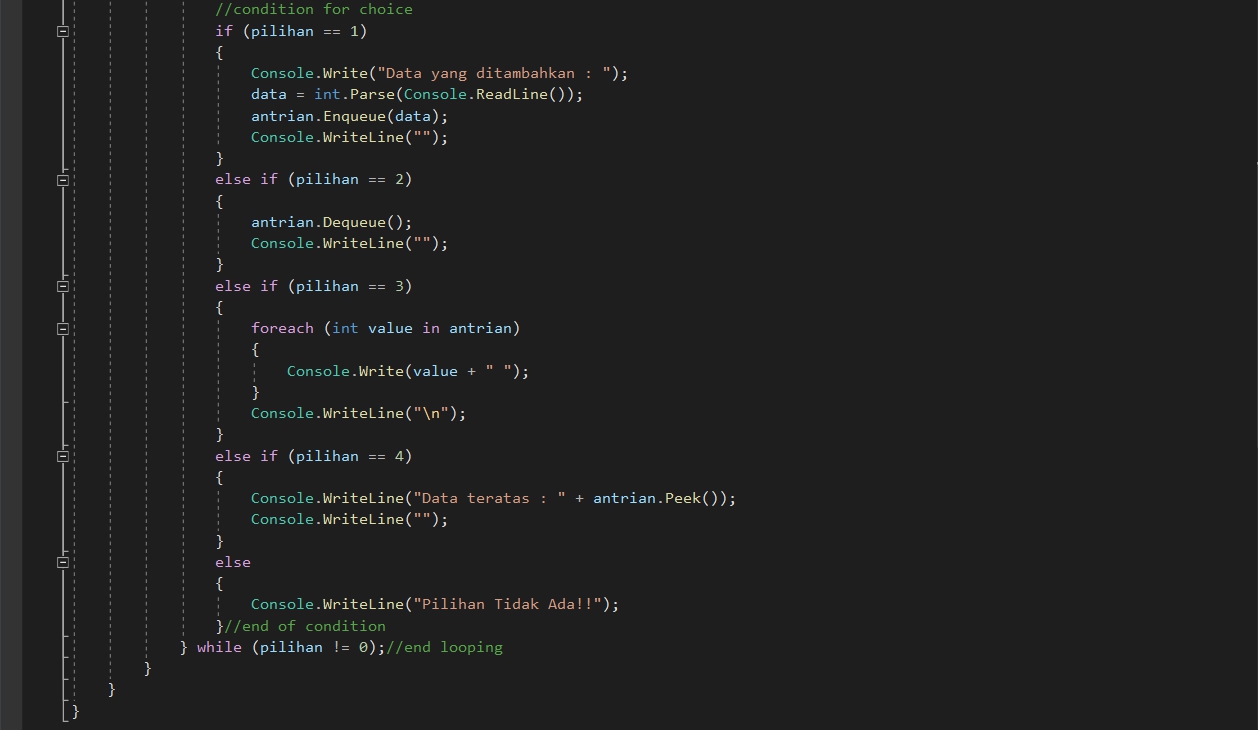 //condition for choice
if (pilihan == 1)
{
Console.Write("Data yang ditambahkan : ");
data = int.Parse(Console.ReadLine());
antrian.Enqueue(data);
Console.WriteLine("");
}
else if (pilihan == 2)
{
antrian.Dequeue();
Console.WriteLine("");
}
else if (pilihan == 3)
{
foreach (int value in antrian)
{
Console.Write(value + " ");
}
Console.WriteLine("\n");
}
else if (pilihan == 4)
{
Console.WriteLine("Data teratas : " + antrian.Peek());
Console.WriteLine("");
}
else
{
Console.WriteLine("Pilihan Tidak Ada!!");
}//end of condition
} while (pilihan != 0);//end looping
}
}
}